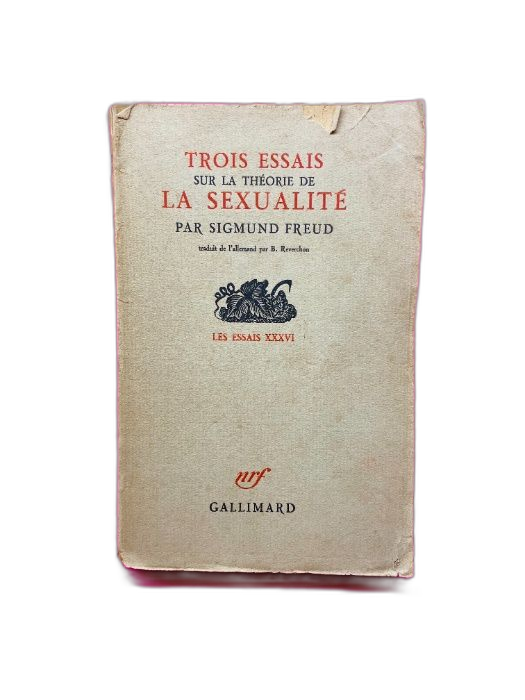 TROIS ESSAIS
SUR LA THÉORIE DE
LA SEXUALITÉ
PAR SIGMUND FREUD
traduit de l'allemand par B. Reverchon
LES ESSAIS XXXVI
nrf
GALLIMARD